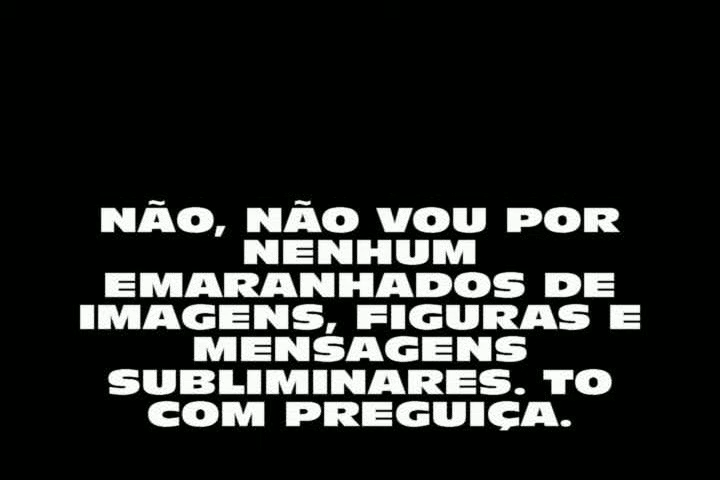 NÃO, NÃO VOU POR
NENHUM
EMARANHADOS DE
IMAGENS, FIGURAS E
MENSAGENS
SUBLIMINARES. TO
COM PREGUIÇA.